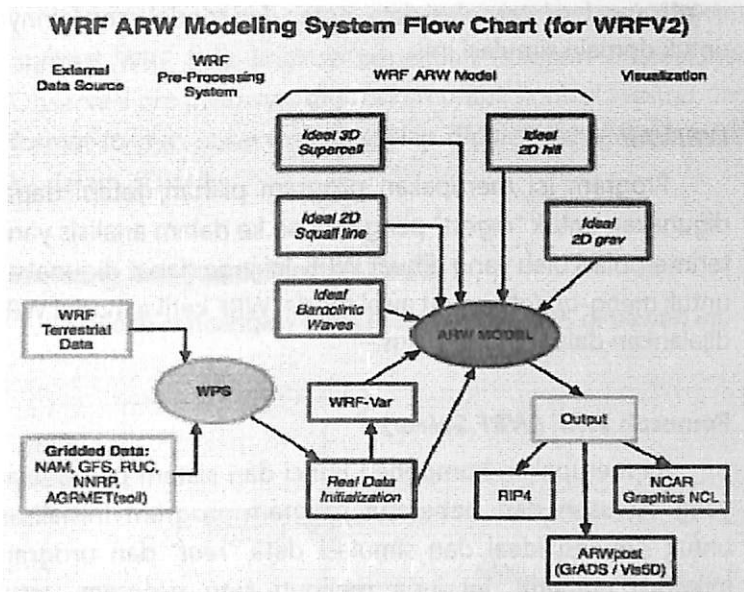 WRF ARW Modeling System Flow Chart (for WRFV2)
External
Data Source
WRF
Pre-Processing
System
WRF ARW Model
Visualization
Ideal 3D
Supercell
Ideal
2D hill
Ideal 2D
Squall line
Ideal
2D grav
Ideal
Baroclinic
Waves
WRF
Terrestrial
Data
ARW MODEL
WPS
WRF-Var
Output
Gridded Data:
NAM, GFS, RUC,
NNRP,
AGRMET(soil)
Real Data
Initialization
RIP4
NCAR
Graphics NCL
ARWpost
(GrADS / Vis5D)